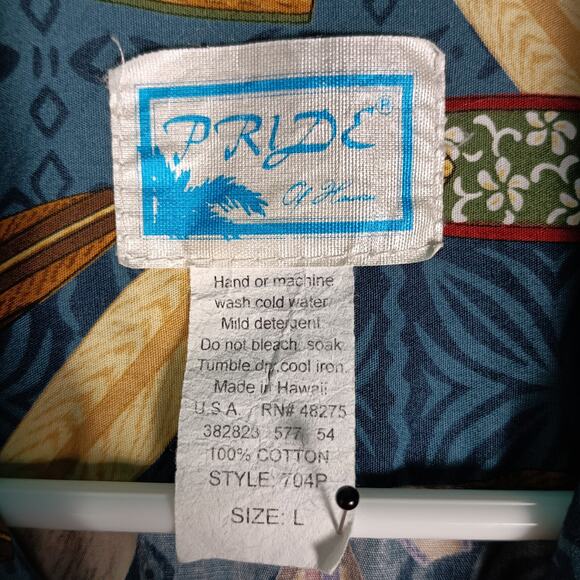 PRIDE®
Of Hawaii
Hand or machine
wash cold water
Mild detergent
Do not bleach, soak
Tumble dry, cool iron
Made in Hawaii
U.S.A. RN# 48275
382823 577 54
100% COTTON
STYLE: 704P
SIZE: L